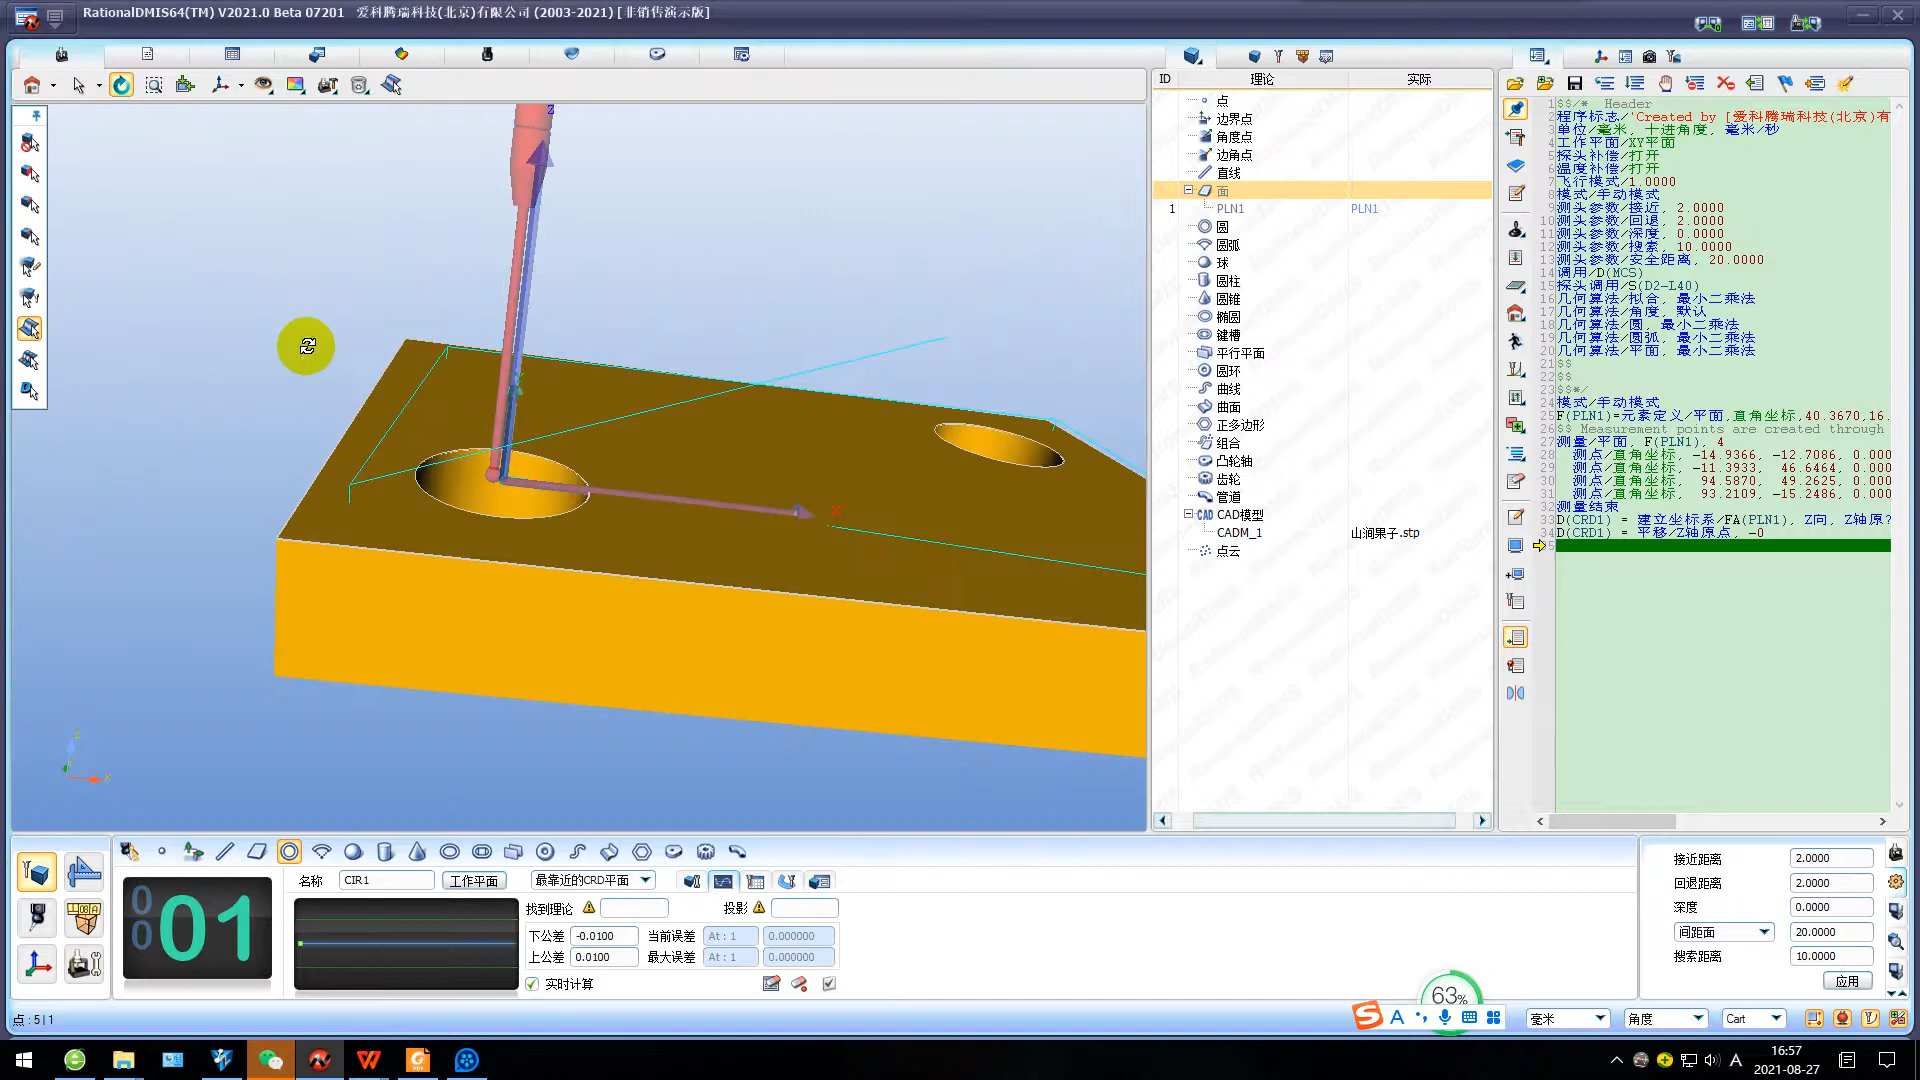 RationalDMIS64(TM) V2021.0 Beta 07201 爱科腾瑞科技(北京)有限公司 (2003-2021) [非销售演示版]
ID 理论 实际
点
边界点
角度点
边角点
直线
面
1 PLN1 PLN1
圆
圆弧
球
圆柱
圆锥
椭圆
键槽
平行平面
圆环
曲线
曲面
正多边形
组合
凸轮轴
齿轮
管道
CAD CAD模型
CADM_1 山涧果子.stp
点云
1 $$/* Header
2 程序标志/'Created by [爱科腾瑞科技(北京)有
3 单位/毫米, 十进角度, 毫米/秒
4 工作平面/XY平面
5 探头补偿/打开
6 温度补偿/打开
7 飞行模式/1.0000
8 模式/手动模式
9 测头参数/接近, 2.0000
10 测头参数/回退, 2.0000
11 测头参数/深度, 0.0000
12 测头参数/搜索, 10.0000
13 测头参数/安全距离, 20.0000
14 调用/D(MCS)
15 探头调用/S(D2-L40)
16 几何算法/拟合, 最小二乘法
17 几何算法/角度, 默认
18 几何算法/圆, 最小二乘法
19 几何算法/圆弧, 最小二乘法
20 几何算法/平面, 最小二乘法
21 $$
22 $$
23 $$*/
24 模式/手动模式
25 F(PLN1)=元素定义/平面,直角坐标,40.3670,16.
26 $$ Measurement points are created through
27 测量/平面, F(PLN1), 4
28 测点/直角坐标, -14.9366, -12.7086, 0.000
29 测点/直角坐标, -11.3933, 46.6464, 0.000
30 测点/直角坐标, 94.5870, 49.2625, 0.000
31 测点/直角坐标, 93.2109, -15.2486, 0.000
32 测量结束
33 D(CRD1) = 建立坐标系/FA(PLN1), Z向, Z轴原?
34 D(CRD1) = 平移/Z轴原点, -0
Z
X
Z
X
名称 CIR1 工作平面 最靠近的CRD平面
0
0
01
找到理论 投影
下公差 -0.0100 当前误差 At : 1 0.000000
上公差 0.0100 最大误差 At : 1 0.000000
实时计算
接近距离 2.0000
回退距离 2.0000
深度 0.0000
间距面 20.0000
搜索距离 10.0000
应用
63%
点 : 5|1
S A 毫米 角度 Cart
A
16:57
2021-08-27